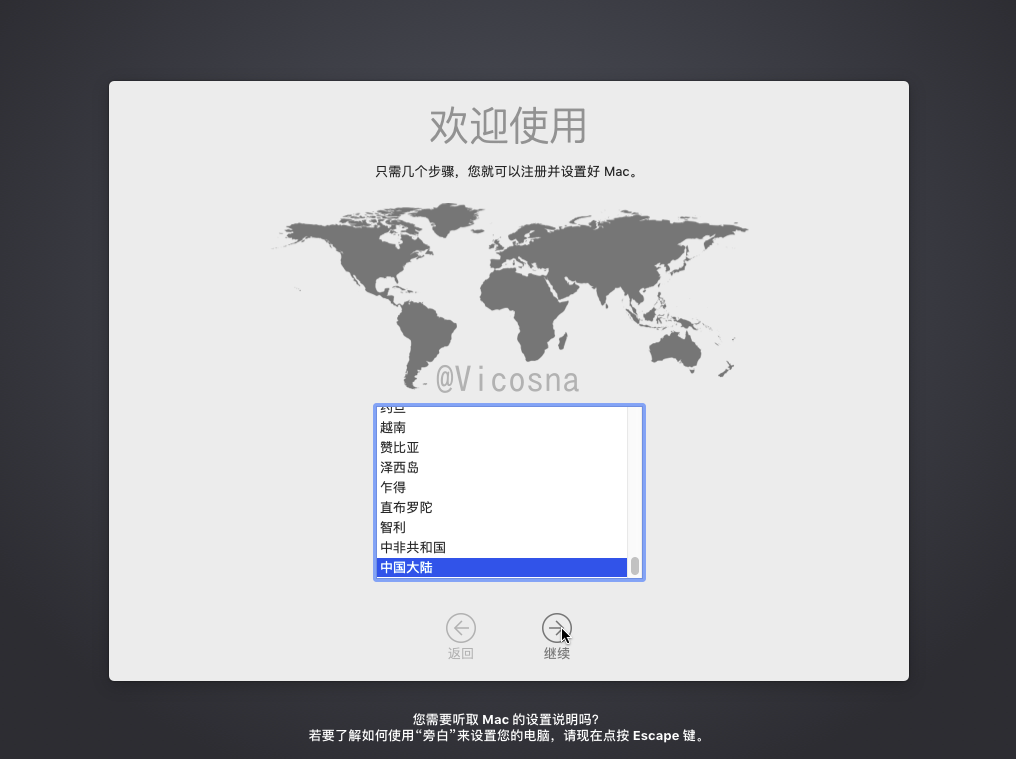 欢迎使用
只需几个步骤，您就可以注册并设置好 Mac。
@Vicosna
约旦
越南
赞比亚
泽西岛
乍得
直布罗陀
智利
中非共和国
中国大陆
返回
继续
您需要听取 Mac 的设置说明吗？
若要了解如何使用“旁白”来设置您的电脑，请现在点按 Escape 键。